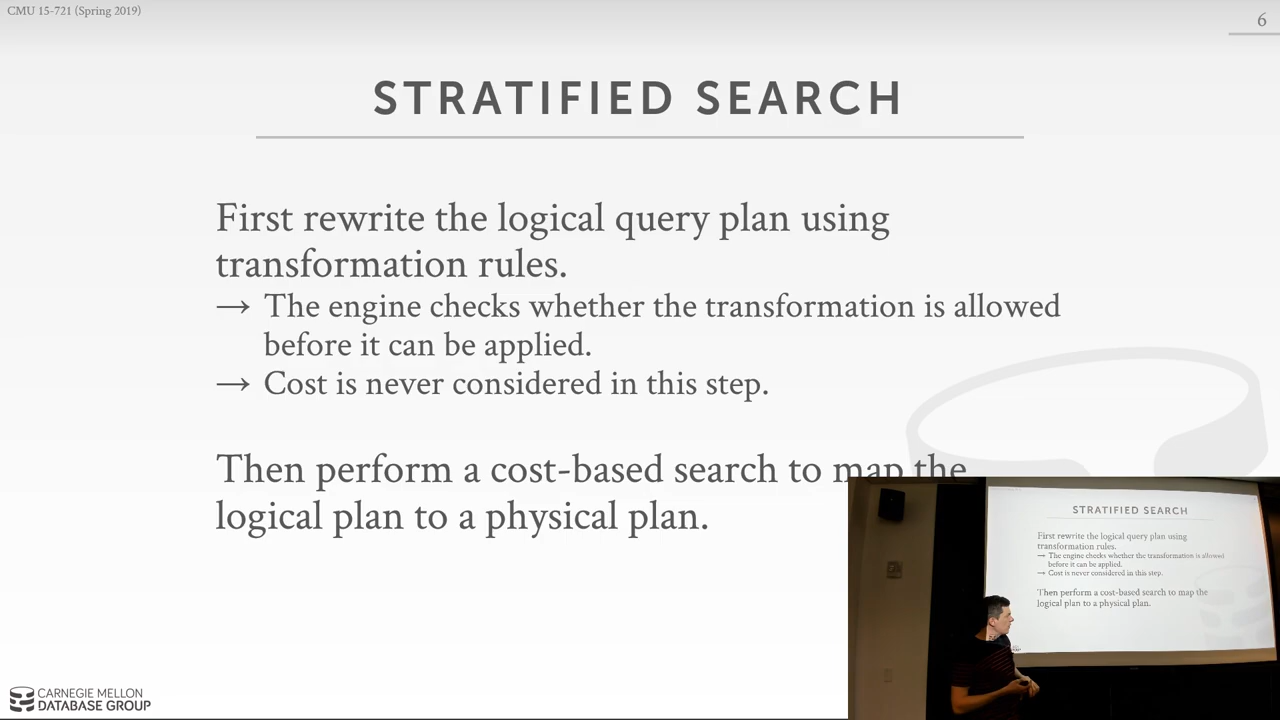 CMU 15-721 (Spring 2019)
6
STRATIFIED SEARCH
First rewrite the logical query plan using
transformation rules.
→ The engine checks whether the transformation is allowed
before it can be applied.
→ Cost is never considered in this step.
Then perform a cost-based search to map the
logical plan to a physical plan.
STRATIFIED SEARCH
First rewrite the logical query plan using
transformation rules.
→ The engine checks whether the transformation is allowed
before it can be applied.
→ Cost is never considered in this step.
Then perform a cost-based search to map the
logical plan to a physical plan.
CARNEGIE MELLON
DATABASE GROUP